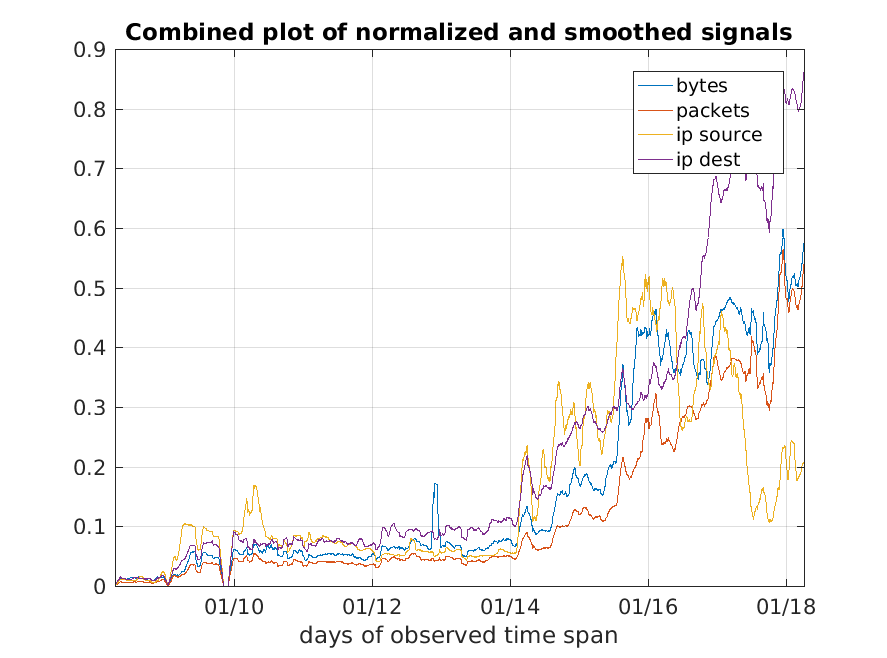 Combined plot of normalized and smoothed signals
0.9
0.8
0.7
0.6
0.5
0.4
0.3
0.2
0.1
0
bytes
packets
ip source
ip dest
01/10 01/12 01/14 01/16 01/18
days of observed time span